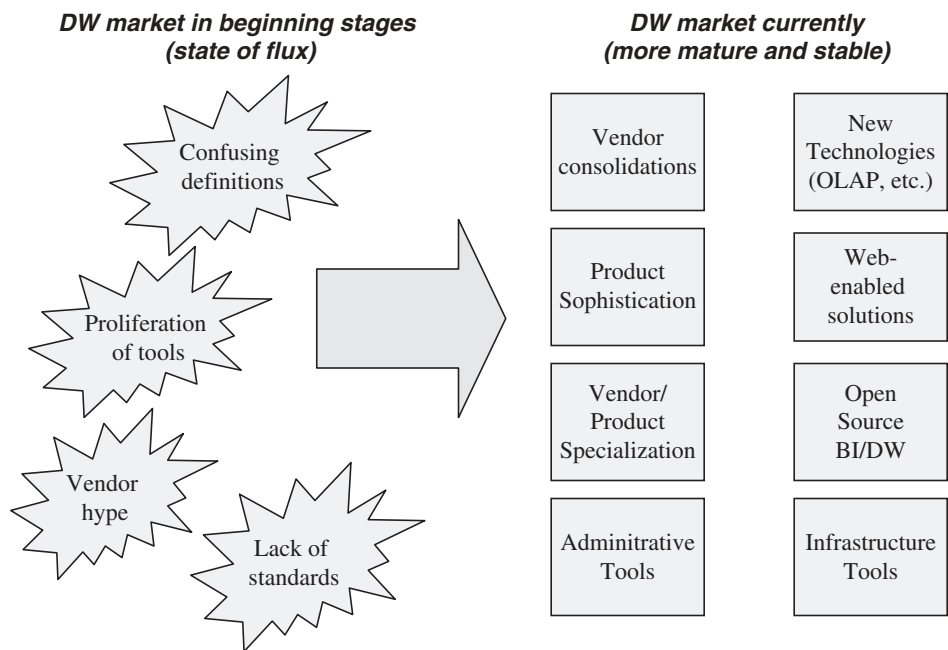 DW market in beginning stages
(state of flux)
DW market currently
(more mature and stable)
Confusing
definitions
Proliferation
of tools
Vendor
hype
Lack of
standards
Vendor
consolidations
New
Technologies
(OLAP, etc.)
Product
Sophistication
Web-
enabled
solutions
Vendor/
Product
Specialization
Open
Source
BI/DW
Adminitrative
Tools
Infrastructure
Tools